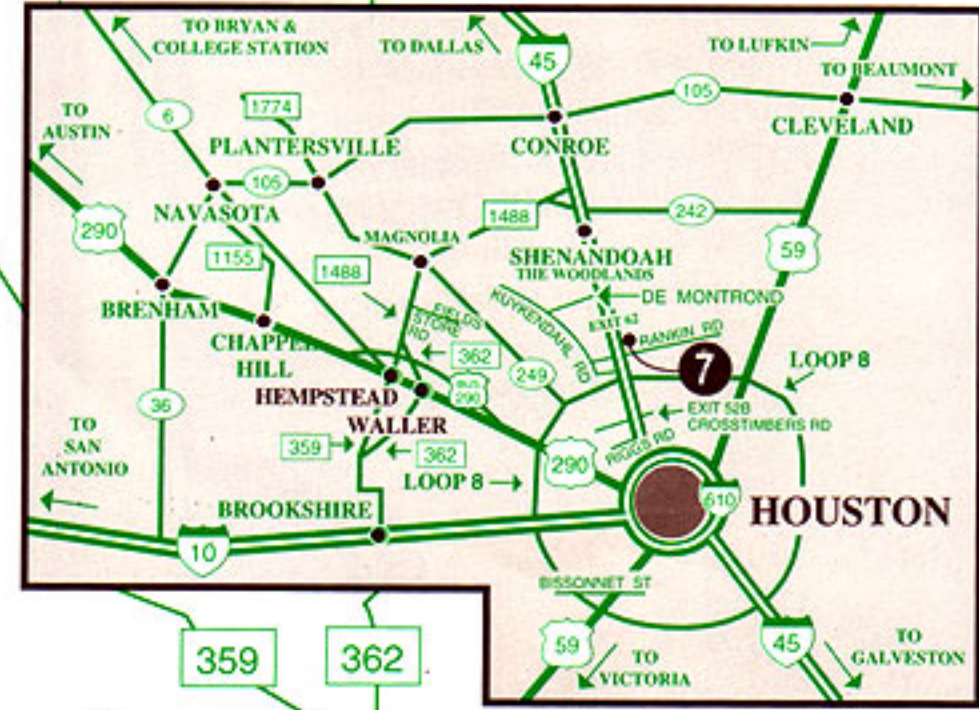 TO BRYAN &
COLLEGE STATION
TO DALLAS
45
TO LUFKIN
TO BEAUMONT
TO
AUSTIN
6
1774
105
PLANTERSVILLE
CONROE
CLEVELAND
105
NAVASOTA
290
1155
1488
MAGNOLIA
1488
242
59
SHENANDOAH
THE WOODLANDS
BRENHAM
KUYKENDAHL RD
DE MONTROND
EXIT 62
RANKIN RD
FIELDS
STORE
RD
CHAPPEL
HILL
362
249
7
LOOP 8
HEMPSTEAD
BUS
290
WALLER
36
EXIT 52B
CROSSTIMBERS RD
RIGGS RD
TO
SAN
ANTONIO
359
362
LOOP 8
290
610
HOUSTON
BROOKSHIRE
10
BISSONNET ST
59
TO
VICTORIA
45
TO
GALVESTON
359
362